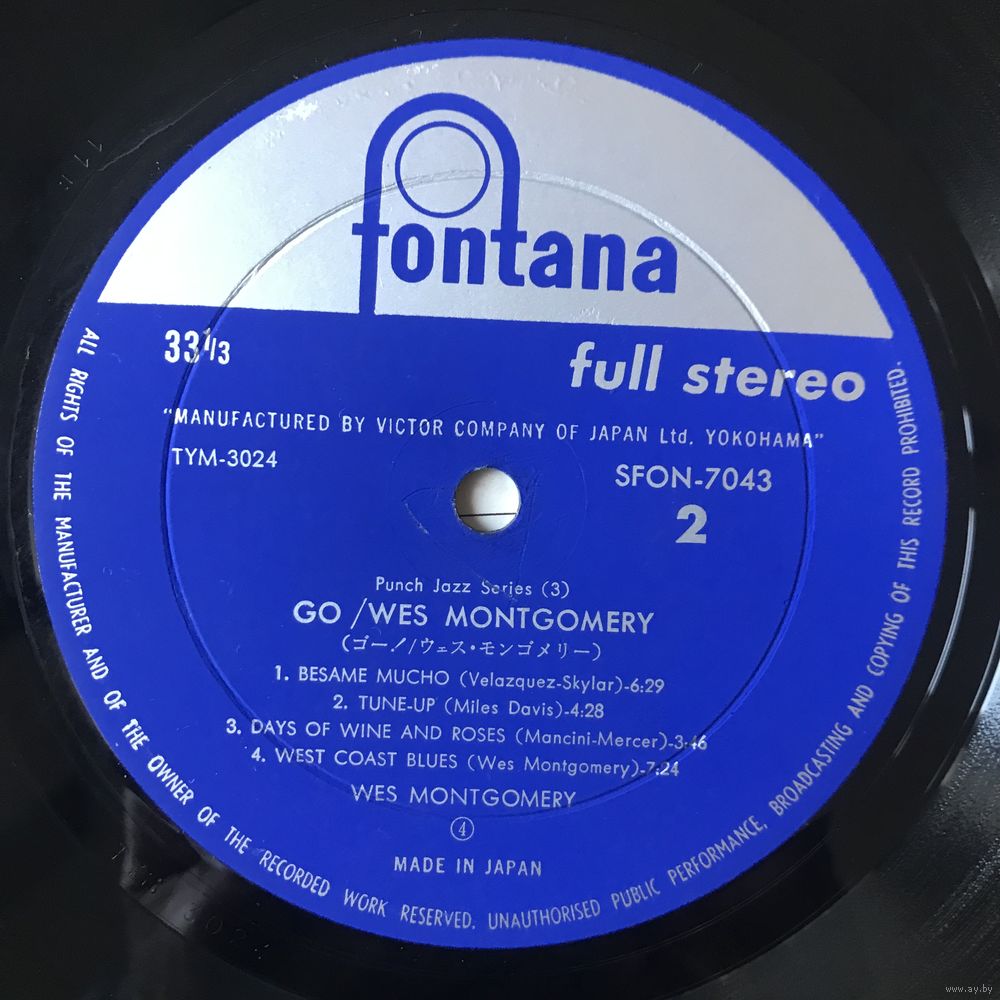 fontana
33 1/3
full stereo
"MANUFACTURED BY VICTOR COMPANY OF JAPAN Ltd. YOKOHAMA"
TYM-3024
SFON-7043
2
Punch Jazz Series (3)
GO /WES MONTGOMERY
(ゴー!/ウェス・モンゴメリー)
1. BESAME MUCHO (Velazquez-Skylar)-6:29
2. TUNE-UP (Miles Davis)-4:28
3. DAYS OF WINE AND ROSES (Mancini-Mercer)-3:46
4. WEST COAST BLUES (Wes Montgomery)-7:24
WES MONTGOMERY
④
MADE IN JAPAN
ALL RIGHTS OF THE MANUFACTURER AND OF THE OWNER OF THE RECORDED WORK RESERVED. UNAUTHORISED PUBLIC PERFORMANCE, BROADCASTING AND COPYING OF THIS RECORD PROHIBITED.
www.ay.by